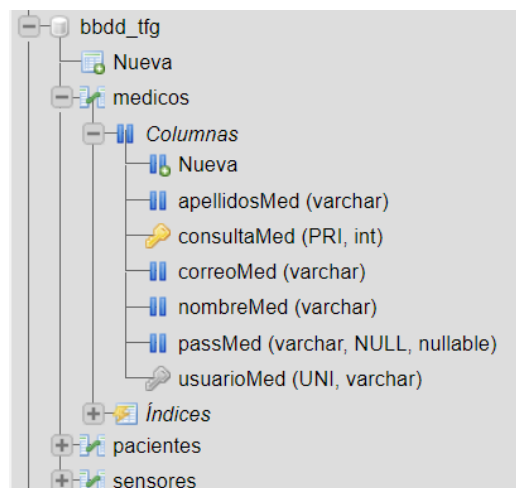 bbdd_tfg
Nueva
medicos
Columnas
Nueva
apellidosMed (varchar)
consultaMed (PRI, int)
correoMed (varchar)
nombreMed (varchar)
passMed (varchar, NULL, nullable)
usuarioMed (UNI, varchar)
Índices
pacientes
sensores